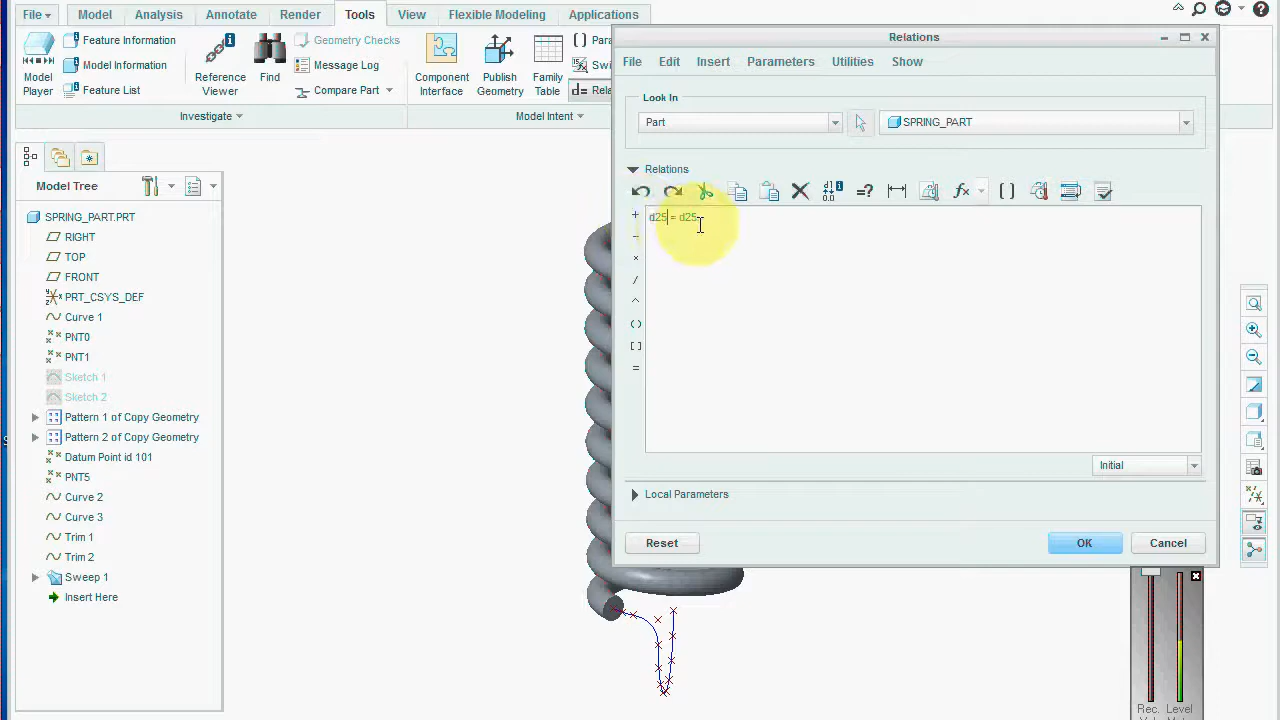 File Model Analysis Annotate Render Tools View Flexible Modeling Applications
Feature Information
Model Information
Feature List
Model Player
Reference Viewer
Find
Geometry Checks
Message Log
Compare Part
Component Interface
Publish Geometry
Family Table
Para
Swi
d= Rela
Investigate
Model Intent
Model Tree
SPRING_PART.PRT
RIGHT
TOP
FRONT
PRT_CSYS_DEF
Curve 1
PNT0
PNT1
Sketch 1
Sketch 2
Pattern 1 of Copy Geometry
Pattern 2 of Copy Geometry
Datum Point id 101
PNT5
Curve 2
Curve 3
Trim 1
Trim 2
Sweep 1
Insert Here
Relations
File Edit Insert Parameters Utilities Show
Look In
Part
SPRING_PART
Relations
d25 = d25
Initial
Local Parameters
Reset
OK
Cancel
Rec. Level